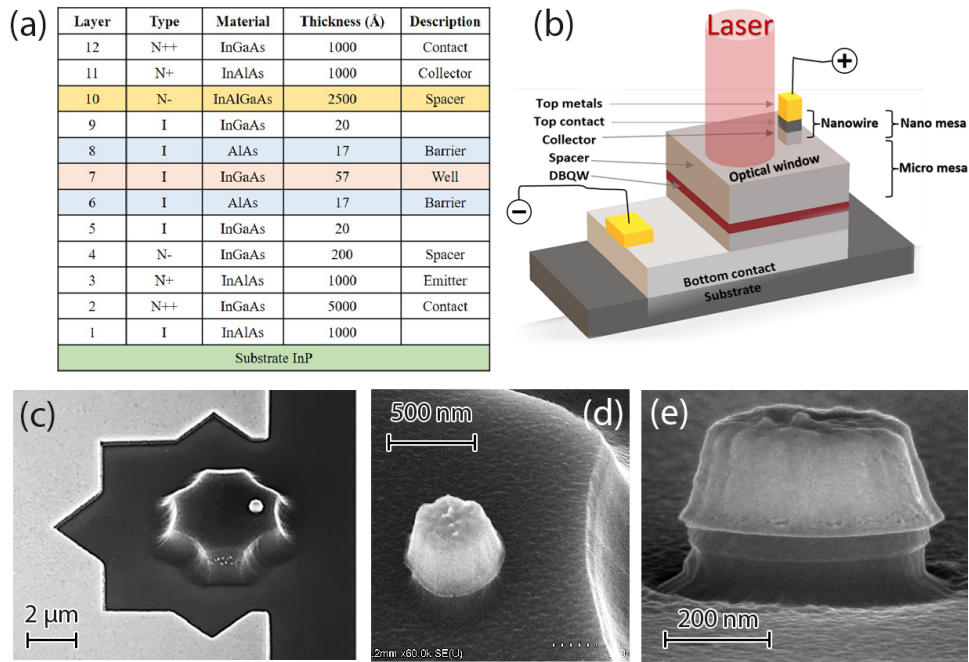 (a)
Layer Type Material Thickness (Å) Description
12 N++ InGaAs 1000 Contact
11 N+ InAlAs 1000 Collector
10 N- InAlGaAs 2500 Spacer
9 I InGaAs 20
8 I AlAs 17 Barrier
7 I InGaAs 57 Well
6 I AlAs 17 Barrier
5 I InGaAs 20
4 N- InGaAs 200 Spacer
3 N+ InAlAs 1000 Emitter
2 N++ InGaAs 5000 Contact
1 I InAlAs 1000
Substrate InP
(b)
Laser
+
Top metals
Top contact
Nanowire
Nano mesa
Collector
Spacer
Micro mesa
DBQW
Optical window
−
Bottom contact
Substrate
(c)
2 μm
(d)
500 nm
.2mm x60.0k SE(U)
(e)
200 nm